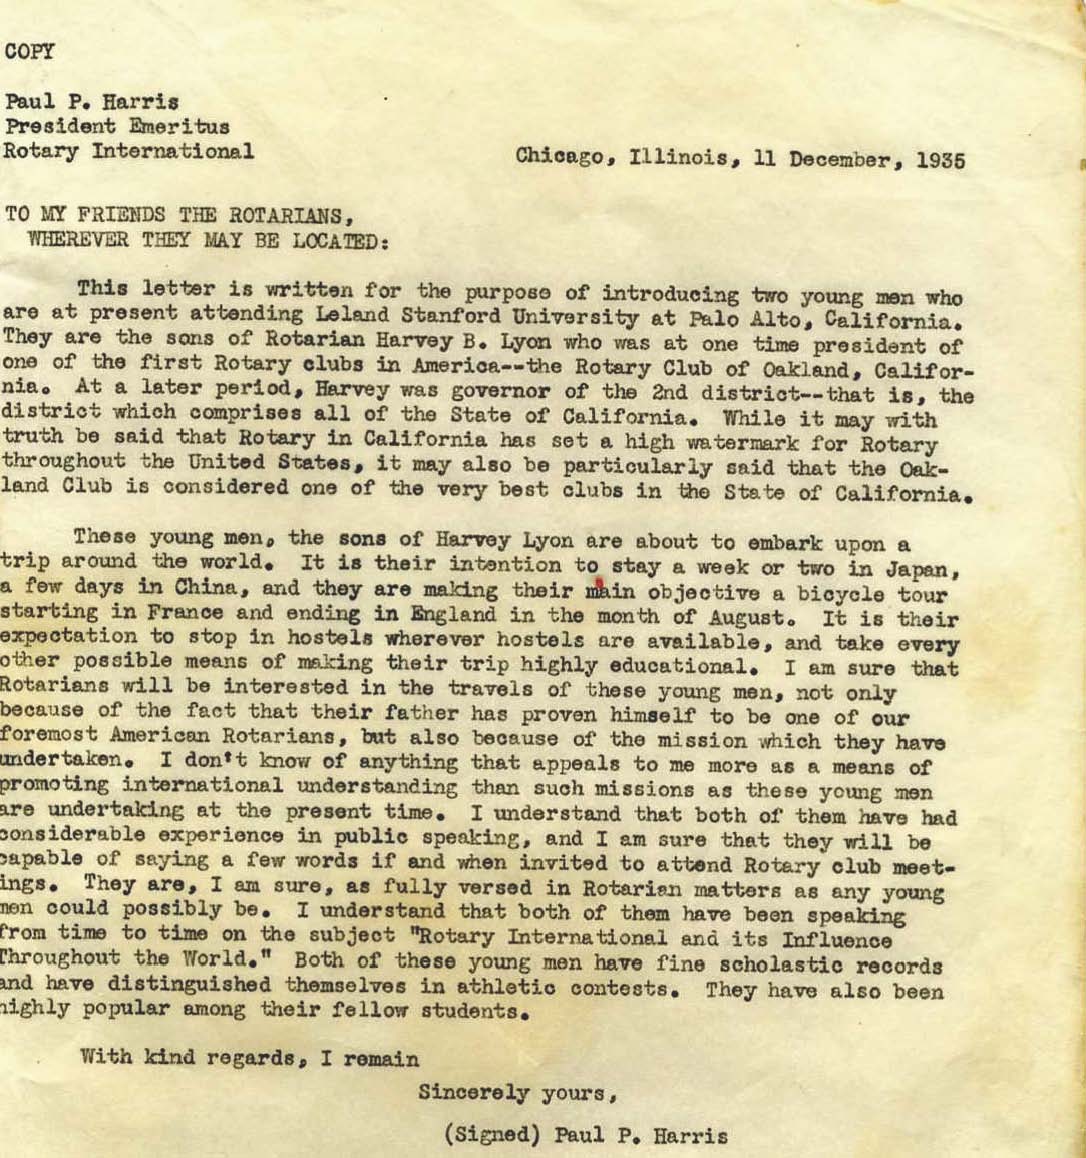 COPY
Paul P. Harris
President Emeritus
Rotary International
Chicago, Illinois, 11 December, 1935
TO MY FRIENDS THE ROTARIANS,
WHEREVER THEY MAY BE LOCATED:
This letter is written for the purpose of introducing two young men who
are at present attending Leland Stanford University at Palo Alto, California.
They are the sons of Rotarian Harvey B. Lyon who was at one time president of
one of the first Rotary clubs in America--the Rotary Club of Oakland, Califor-
nia. At a later period, Harvey was governor of the 2nd district--that is, the
district which comprises all of the State of California. While it may with
truth be said that Rotary in California has set a high watermark for Rotary
throughout the United States, it may also be particularly said that the Oak-
land Club is considered one of the very best clubs in the State of California.
These young men, the sons of Harvey Lyon are about to embark upon a
trip around the world. It is their intention to stay a week or two in Japan,
a few days in China, and they are making their main objective a bicycle tour
starting in France and ending in England in the month of August. It is their
expectation to stop in hostels wherever hostels are available, and take every
other possible means of making their trip highly educational. I am sure that
Rotarians will be interested in the travels of these young men, not only
because of the fact that their father has proven himself to be one of our
foremost American Rotarians, but also because of the mission which they have
undertaken. I don't know of anything that appeals to me more as a means of
promoting international understanding than such missions as these young men
are undertaking at the present time. I understand that both of them have had
considerable experience in public speaking, and I am sure that they will be
capable of saying a few words if and when invited to attend Rotary club meet-
ings. They are, I am sure, as fully versed in Rotarian matters as any young
men could possibly be. I understand that both of them have been speaking
from time to time on the subject "Rotary International and its Influence
Throughout the World." Both of these young men have fine scholastic records
and have distinguished themselves in athletic contests. They have also been
highly popular among their fellow students.
With kind regards, I remain
Sincerely yours,
(Signed) Paul P. Harris